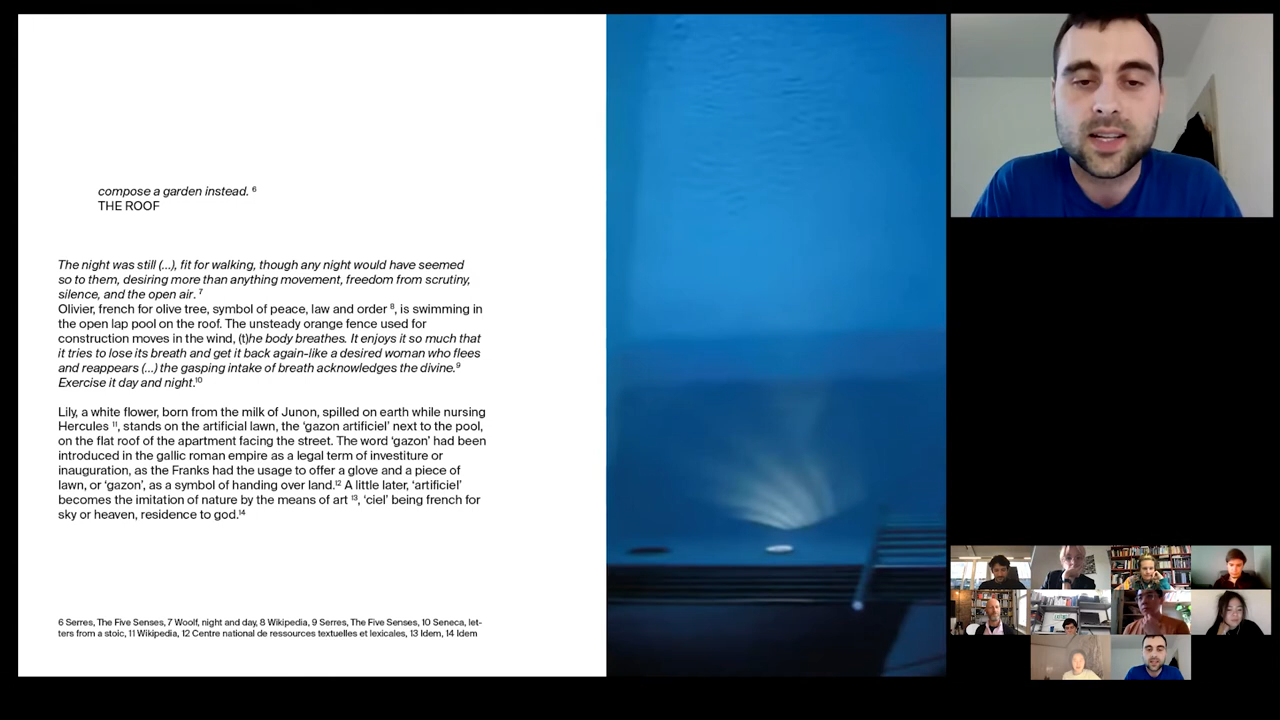 compose a garden instead. ⁶
THE ROOF
The night was still (...), fit for walking, though any night would have seemed
so to them, desiring more than anything movement, freedom from scrutiny,
silence, and the open air. ⁷
Olivier, french for olive tree, symbol of peace, law and order ⁸, is swimming in
the open lap pool on the roof. The unsteady orange fence used for
construction moves in the wind, (t)he body breathes. It enjoys it so much that
it tries to lose its breath and get it back again-like a desired woman who flees
and reappears (...) the gasping intake of breath acknowledges the divine.⁹
Exercise it day and night.¹⁰
Lily, a white flower, born from the milk of Junon, spilled on earth while nursing
Hercules ¹¹, stands on the artificial lawn, the ‘gazon artificiel’ next to the pool,
on the flat roof of the apartment facing the street. The word ‘gazon’ had been
introduced in the gallic roman empire as a legal term of investiture or
inauguration, as the Franks had the usage to offer a glove and a piece of
lawn, or ‘gazon’, as a symbol of handing over land.¹² A little later, ‘artificiel’
becomes the imitation of nature by the means of art ¹³, ‘ciel’ being french for
sky or heaven, residence to god.¹⁴
6 Serres, The Five Senses, 7 Woolf, night and day, 8 Wikipedia, 9 Serres, The Five Senses, 10 Seneca, let-
ters from a stoic, 11 Wikipedia, 12 Centre national de ressources textuelles et lexicales, 13 Idem, 14 Idem